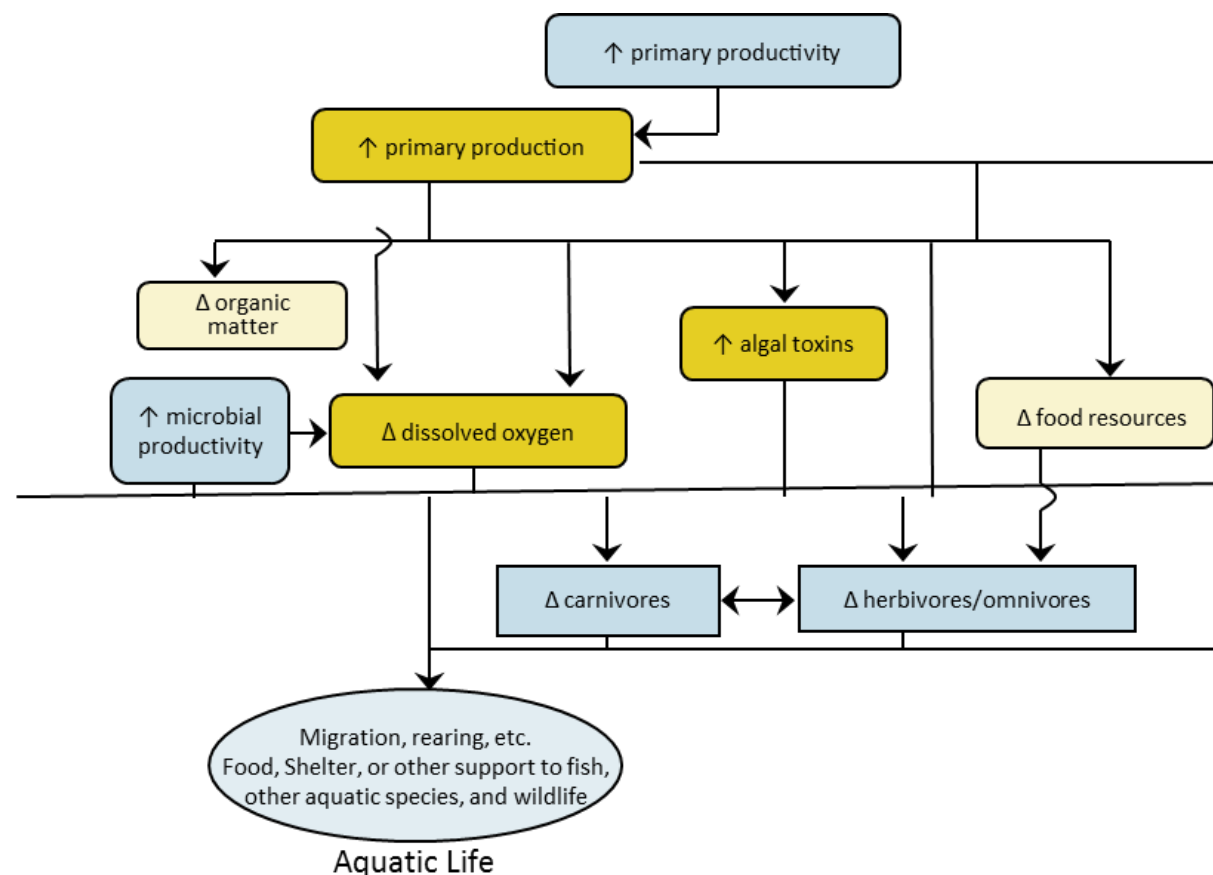 ↑ primary productivity
↑ primary production
Δ organic
matter
↑ algal toxins
↑ microbial
productivity
Δ dissolved oxygen
Δ food resources
Δ carnivores
Δ herbivores/omnivores
Migration, rearing, etc.
Food, Shelter, or other support to fish,
other aquatic species, and wildlife
Aquatic Life